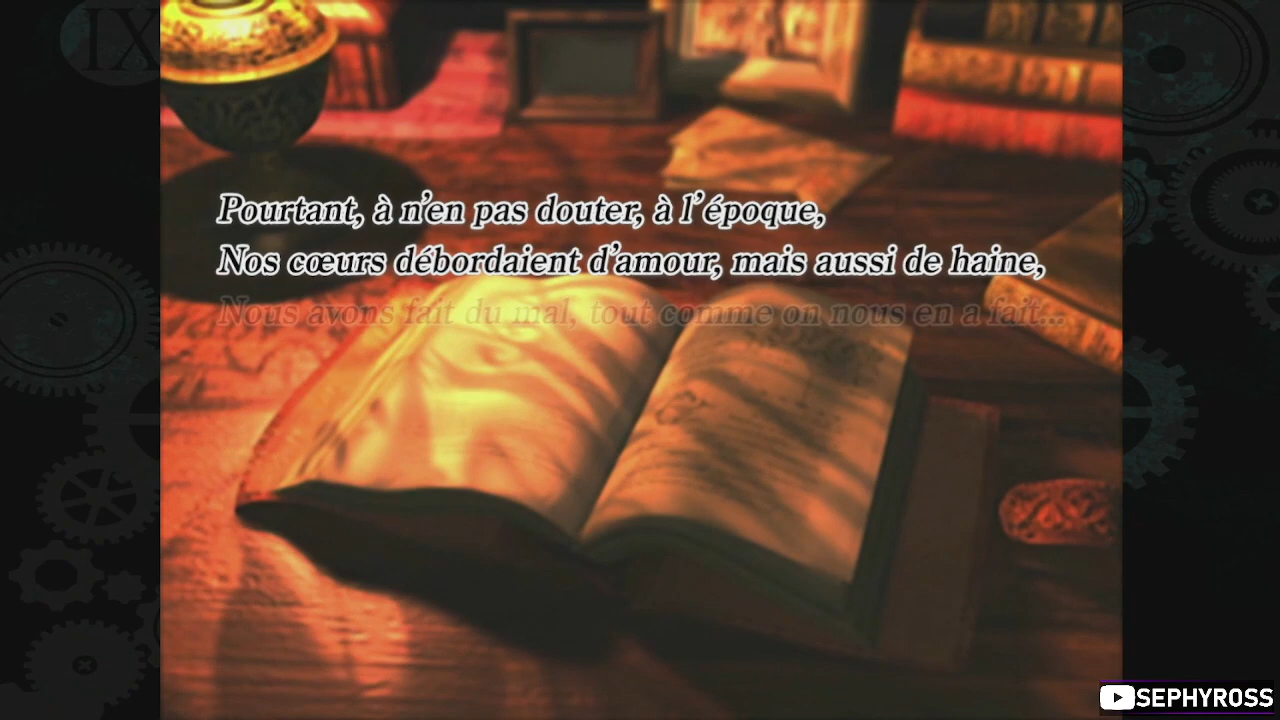 IX
Pourtant, à n'en pas douter, à l'époque,
Nos cœurs débordaient d'amour, mais aussi de haine,
Nous avons fait du mal, tout comme on nous en a fait...
SEPHYROSS